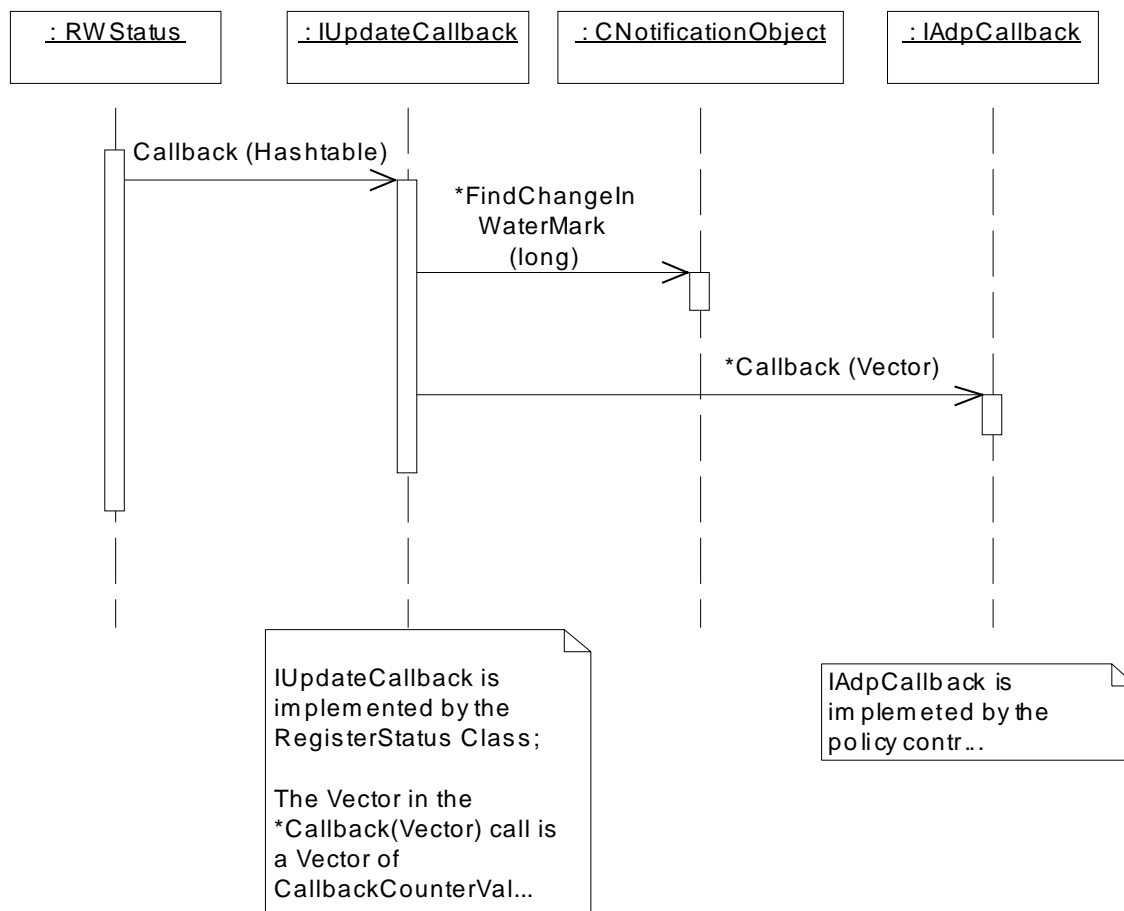 : RWStatus
: IUpdateCallback
: CNotificationObject
: IAdpCallback
Callback (Hashtable)
*FindChangeIn
WaterMark
(long)
*Callback (Vector)
IUpdateCallback is
implemented by the
RegisterStatus Class;
The Vector in the
*Callback(Vector) call is
a Vector of
CallbackCounterVal...
IAdpCallback is
implemeted by the
policy contr...